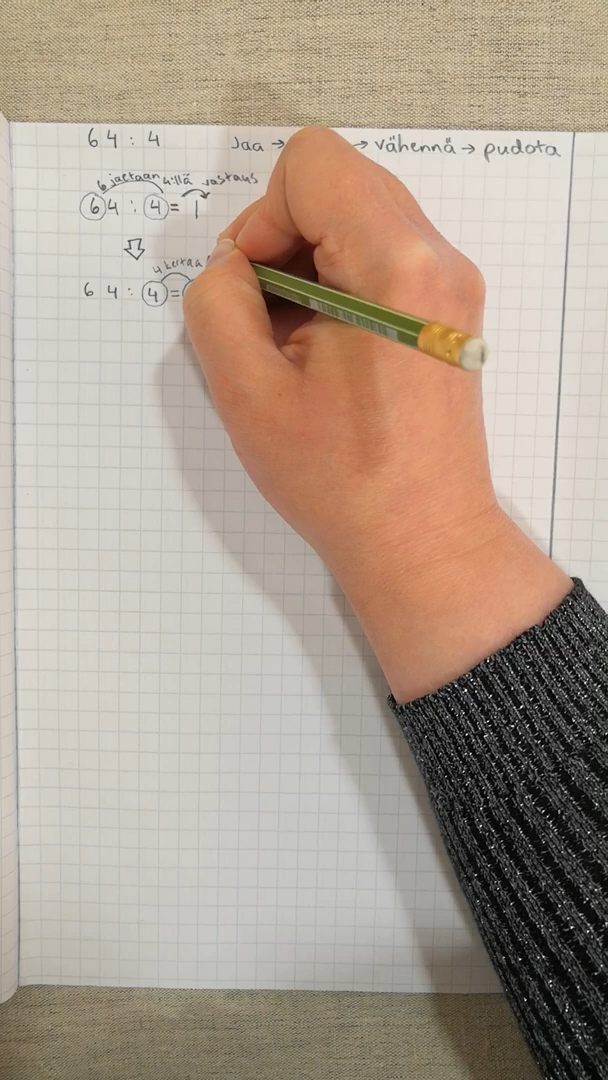 64 : 4
Jaa → → vähennä → pudota
6 jaetaan 4:llä vastaus
64 : 4 = 1
4 kertaa
64 : 4 =